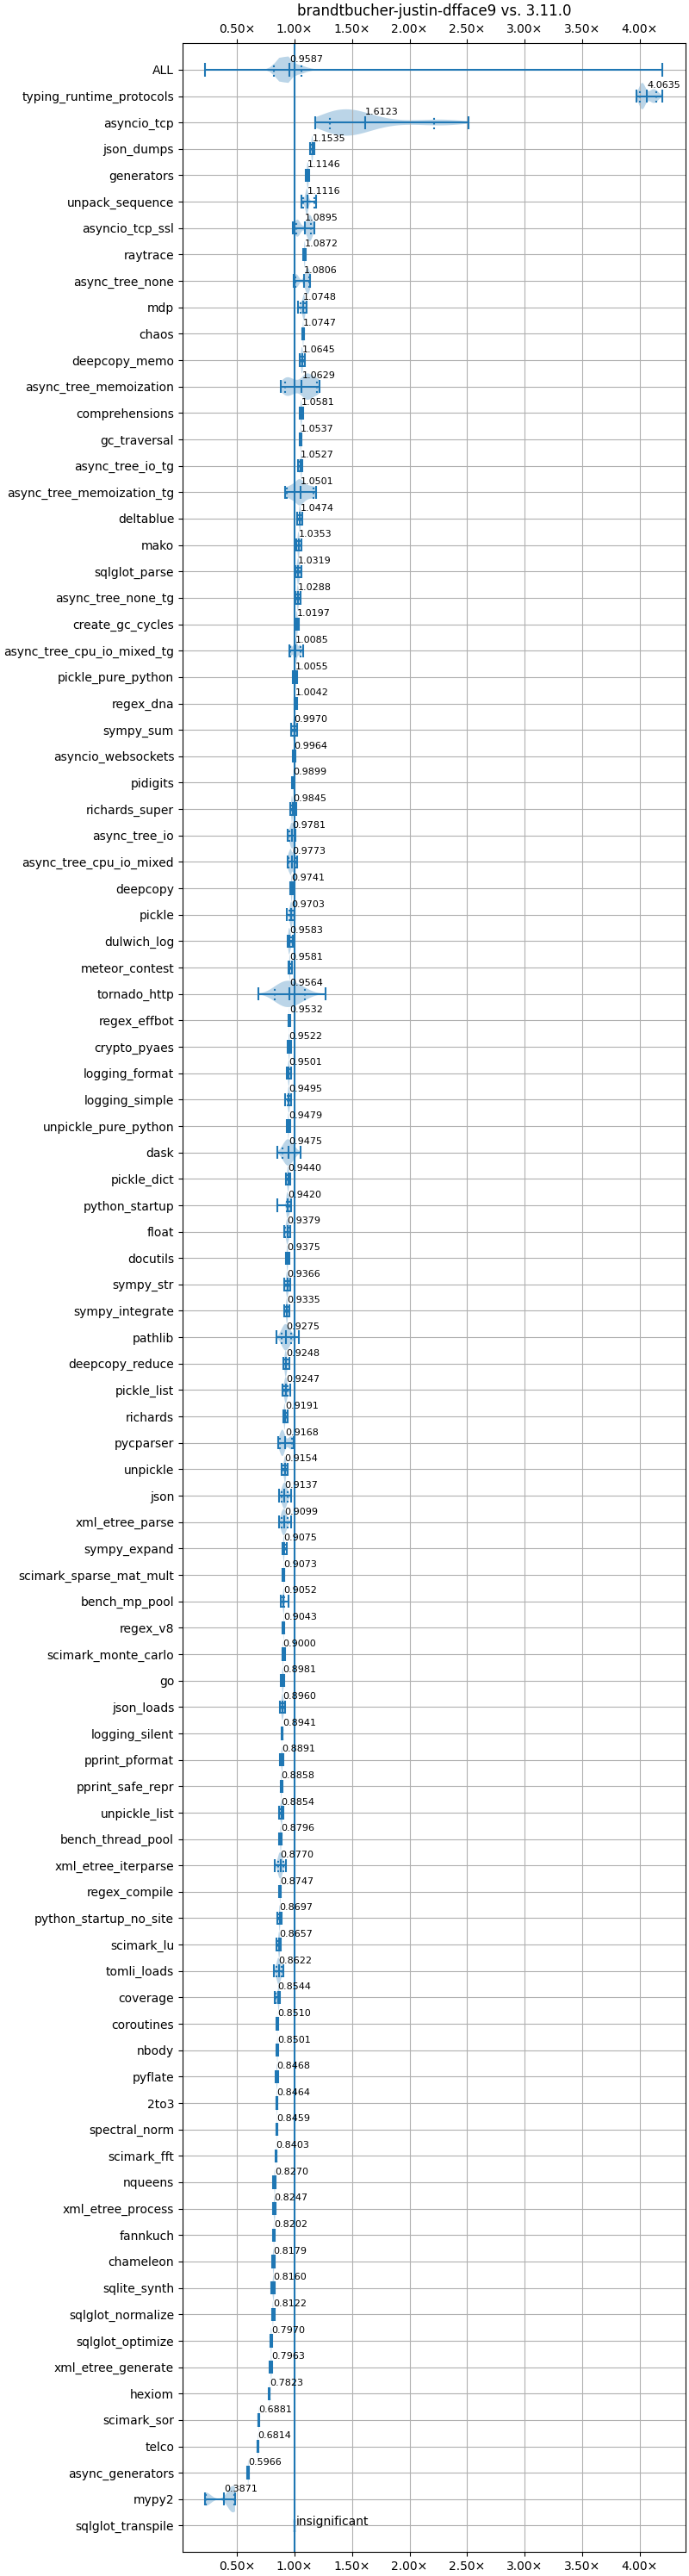 brandtbucher-justin-dfface9 vs. 3.11.0
0.50× 1.00× 1.50× 2.00× 2.50× 3.00× 3.50× 4.00×
ALL 0.9587
typing_runtime_protocols 4.0635
asyncio_tcp 1.6123
json_dumps 1.1535
generators 1.1146
unpack_sequence 1.1116
asyncio_tcp_ssl 1.0895
raytrace 1.0872
async_tree_none 1.0806
mdp 1.0748
chaos 1.0747
deepcopy_memo 1.0645
async_tree_memoization 1.0629
comprehensions 1.0581
gc_traversal 1.0537
async_tree_io_tg 1.0527
async_tree_memoization_tg 1.0501
deltablue 1.0474
mako 1.0353
sqlglot_parse 1.0319
async_tree_none_tg 1.0288
create_gc_cycles 1.0197
async_tree_cpu_io_mixed_tg 1.0085
pickle_pure_python 1.0055
regex_dna 1.0042
sympy_sum 0.9970
asyncio_websockets 0.9964
pidigits 0.9899
richards_super 0.9845
async_tree_io 0.9781
async_tree_cpu_io_mixed 0.9773
deepcopy 0.9741
pickle 0.9703
dulwich_log 0.9583
meteor_contest 0.9581
tornado_http 0.9564
regex_effbot 0.9532
crypto_pyaes 0.9522
logging_format 0.9501
logging_simple 0.9495
unpickle_pure_python 0.9479
dask 0.9475
pickle_dict 0.9440
python_startup 0.9420
float 0.9379
docutils 0.9375
sympy_str 0.9366
sympy_integrate 0.9335
pathlib 0.9275
deepcopy_reduce 0.9248
pickle_list 0.9247
richards 0.9191
pycparser 0.9168
unpickle 0.9154
json 0.9137
xml_etree_parse 0.9099
sympy_expand 0.9075
scimark_sparse_mat_mult 0.9073
bench_mp_pool 0.9052
regex_v8 0.9043
scimark_monte_carlo 0.9000
go 0.8981
json_loads 0.8960
logging_silent 0.8941
pprint_pformat 0.8891
pprint_safe_repr 0.8858
unpickle_list 0.8854
bench_thread_pool 0.8796
xml_etree_iterparse 0.8770
regex_compile 0.8747
python_startup_no_site 0.8697
scimark_lu 0.8657
tomli_loads 0.8622
coverage 0.8544
coroutines 0.8510
nbody 0.8501
pyflate 0.8468
2to3 0.8464
spectral_norm 0.8459
scimark_fft 0.8403
nqueens 0.8270
xml_etree_process 0.8247
fannkuch 0.8202
chameleon 0.8179
sqlite_synth 0.8160
sqlglot_normalize 0.8122
sqlglot_optimize 0.7970
xml_etree_generate 0.7963
hexiom 0.7823
scimark_sor 0.6881
telco 0.6814
async_generators 0.5966
mypy2 0.3871
sqlglot_transpile insignificant
0.50× 1.00× 1.50× 2.00× 2.50× 3.00× 3.50× 4.00×